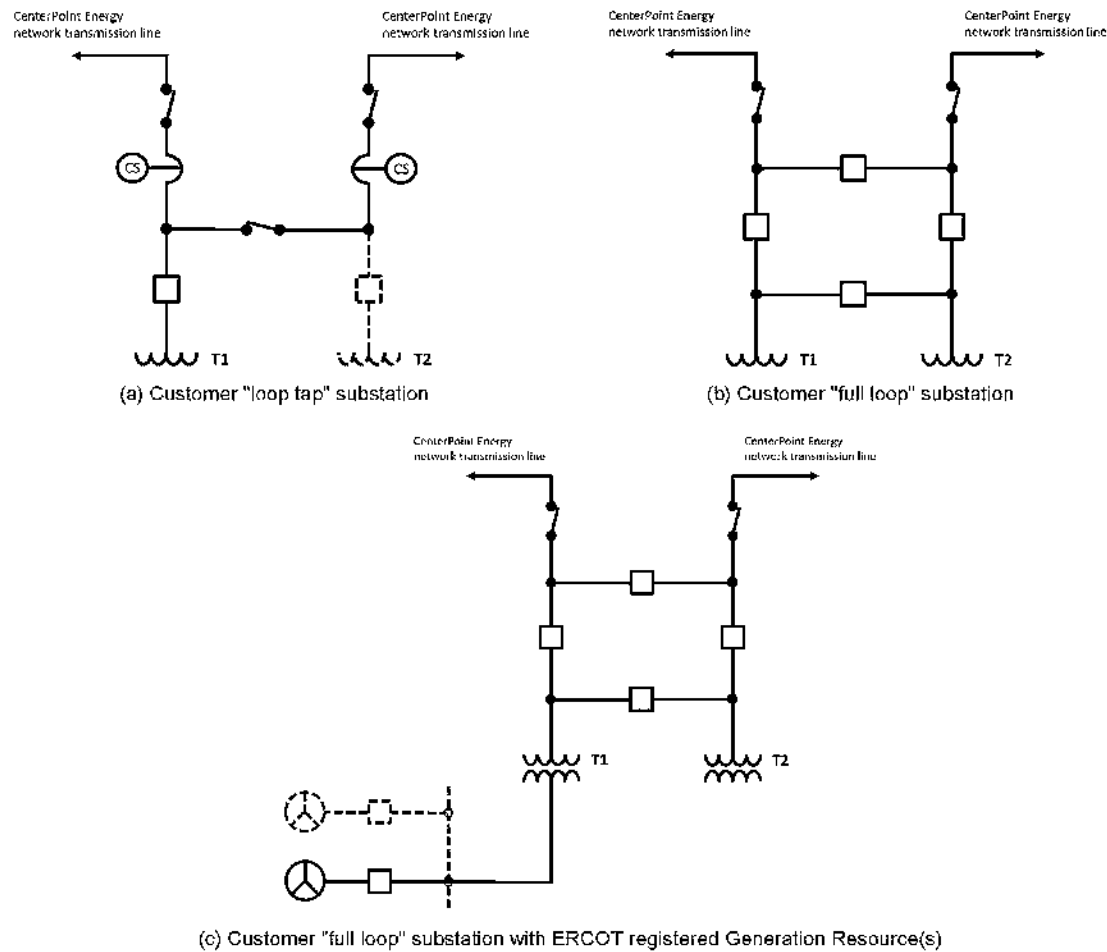 CenterPoint Energy
network transmission line
CenterPoint Energy
network transmission line
CenterPoint Energy
network transmission line
CenterPoint Energy
network transmission line
CS
CS
T1
T2
T1
T2
(a) Customer "loop tap" substation
(b) Customer "full loop" substation
CenterPoint Energy
network transmission line
CenterPoint Energy
network transmission line
T1
T2
(c) Customer "full loop" substation with ERCOT registered Generation Resource(s)